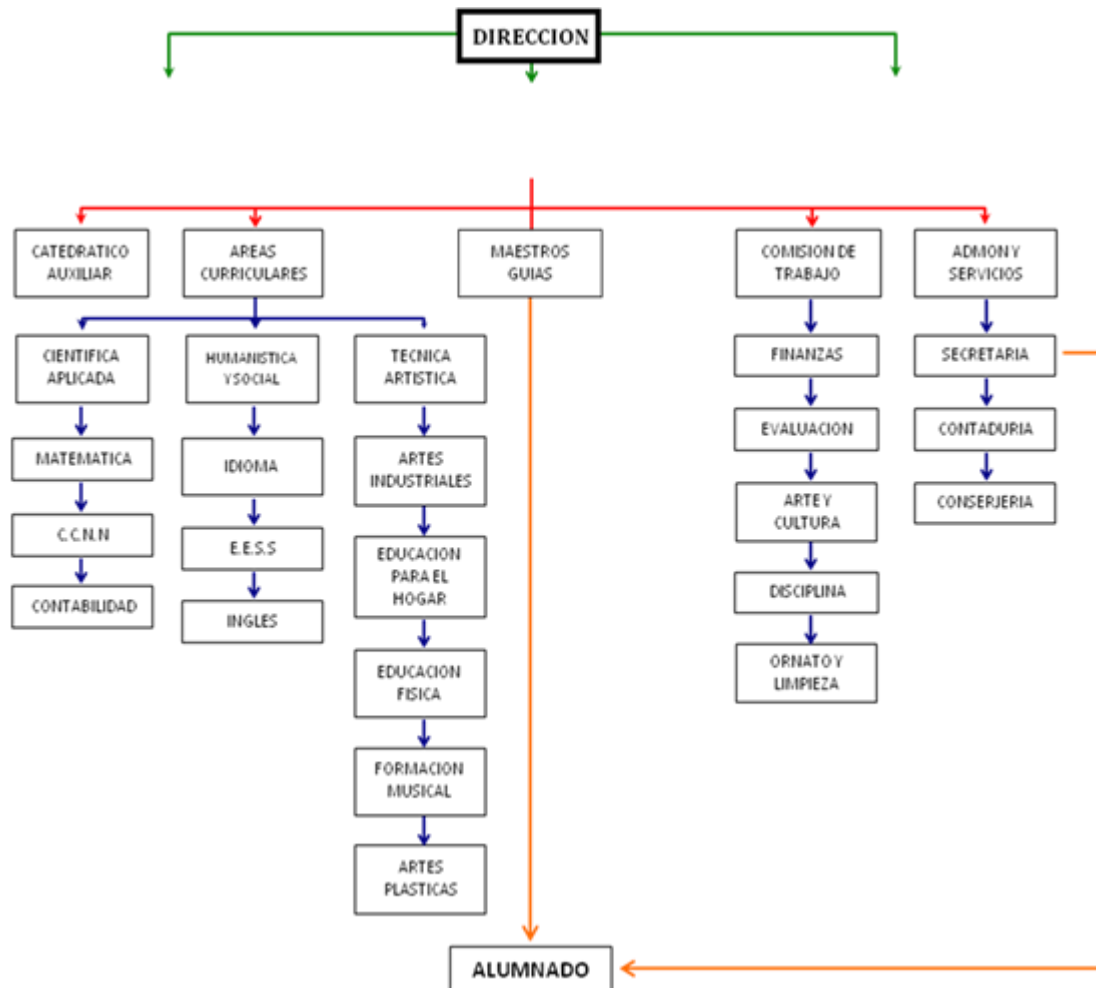 DIRECCION
CATEDRATICO
AUXILIAR
AREAS
CURRICULARES
MAESTROS
GUIAS
COMISION DE
TRABAJO
ADMON Y
SERVICIOS
CIENTIFICA
APLICADA
HUMANISTICA
Y SOCIAL
TECNICA
ARTISTICA
FINANZAS
SECRETARIA
MATEMATICA
IDIOMA
ARTES
INDUSTRIALES
EVALUACION
CONTADURIA
C.C.N.N
E.E.S.S
EDUCACION
PARA EL
HOGAR
ARTE Y
CULTURA
CONSERJERIA
CONTABILIDAD
INGLES
EDUCACION
FISICA
DISCIPLINA
ORNATO Y
LIMPIEZA
FORMACION
MUSICAL
ARTES
PLASTICAS
ALUMNADO